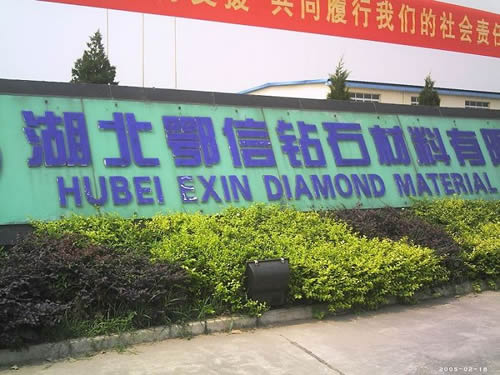 共同履行我们的社会责任
湖北鄂信钻石材料有
HUBEI EXIN DIAMOND MATERIAL
2005-02-18